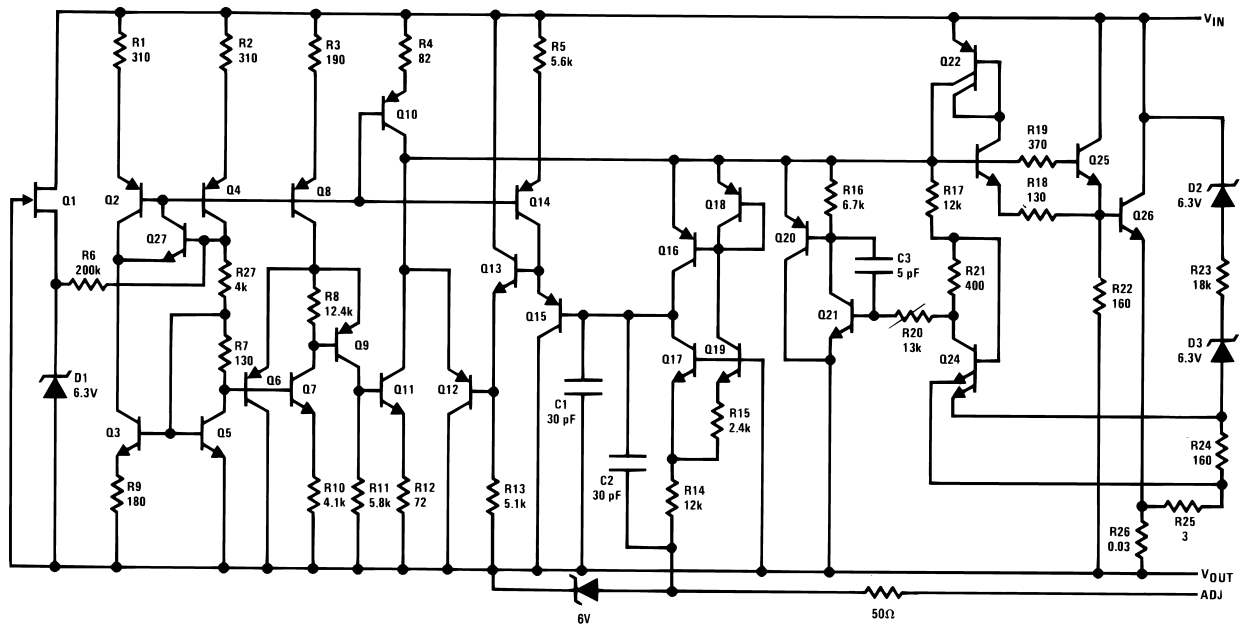 VIN
R1
310
R2
310
R3
190
R4
82
R5
5.6k
Q22
Q10
R19
370
Q25
R18
130
Q1
Q2
Q4
Q8
Q14
Q18
R16
6.7k
R17
12k
Q26
D2
6.3V
Q27
R6
200k
Q13
Q16
Q20
C3
5 pF
R27
4k
R21
400
R23
18k
R22
160
R8
12.4k
Q15
Q21
R20
13k
R7
130
Q9
Q17
Q19
Q24
D3
6.3V
D1
6.3V
Q6
Q7
Q11
Q12
C1
30 pF
R15
2.4k
Q3
Q5
R24
160
C2
30 pF
R9
180
R10
4.1k
R11
5.8k
R12
72
R13
5.1k
R14
12k
R25
3
R26
0.03
VOUT
ADJ
6V
50Ω